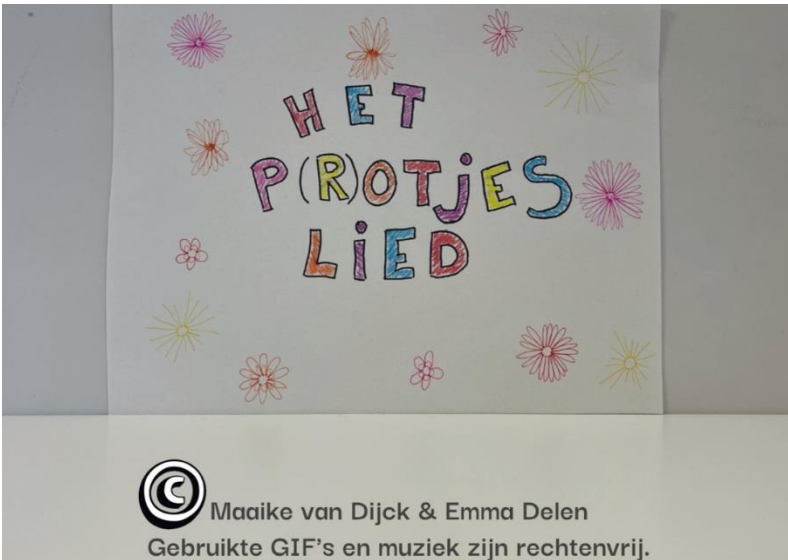 HET
P(R)OTJES
LiED
© Maaike van Dijck & Emma Delen
Gebruikte GIF's en muziek zijn rechtenvrij.